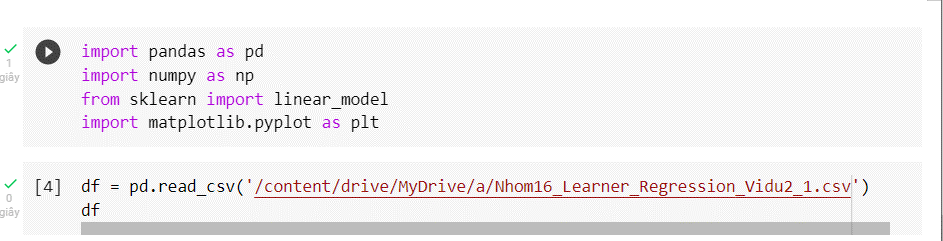 import pandas as pd
1
giây
import numpy as np
from sklearn import linear_model
import matplotlib.pyplot as plt
[4] df = pd.read_csv('/content/drive/MyDrive/a/Nhom16_Learner_Regression_Vidu2_1.csv')
0
giây
df